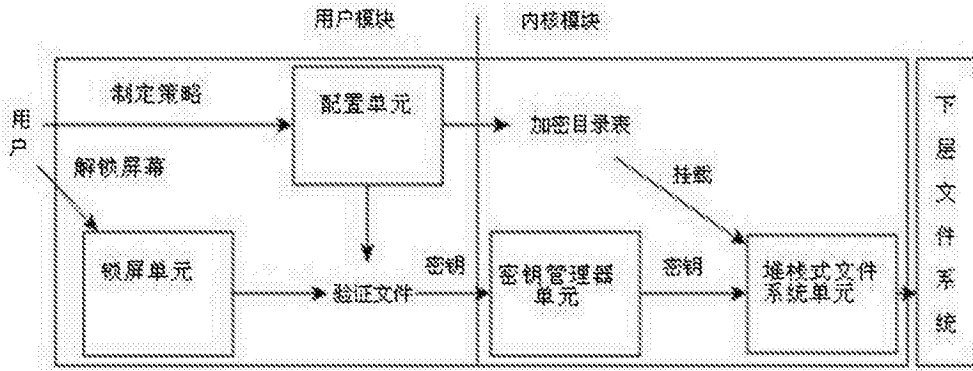 用户模块
内核模块
制定策略
配置单元
用户
加密目录表
解锁屏幕
挂载
锁屏单元
验证文件
密钥
密钥管理器
单元
密钥
堆栈式文件
系统单元
下层文件系统